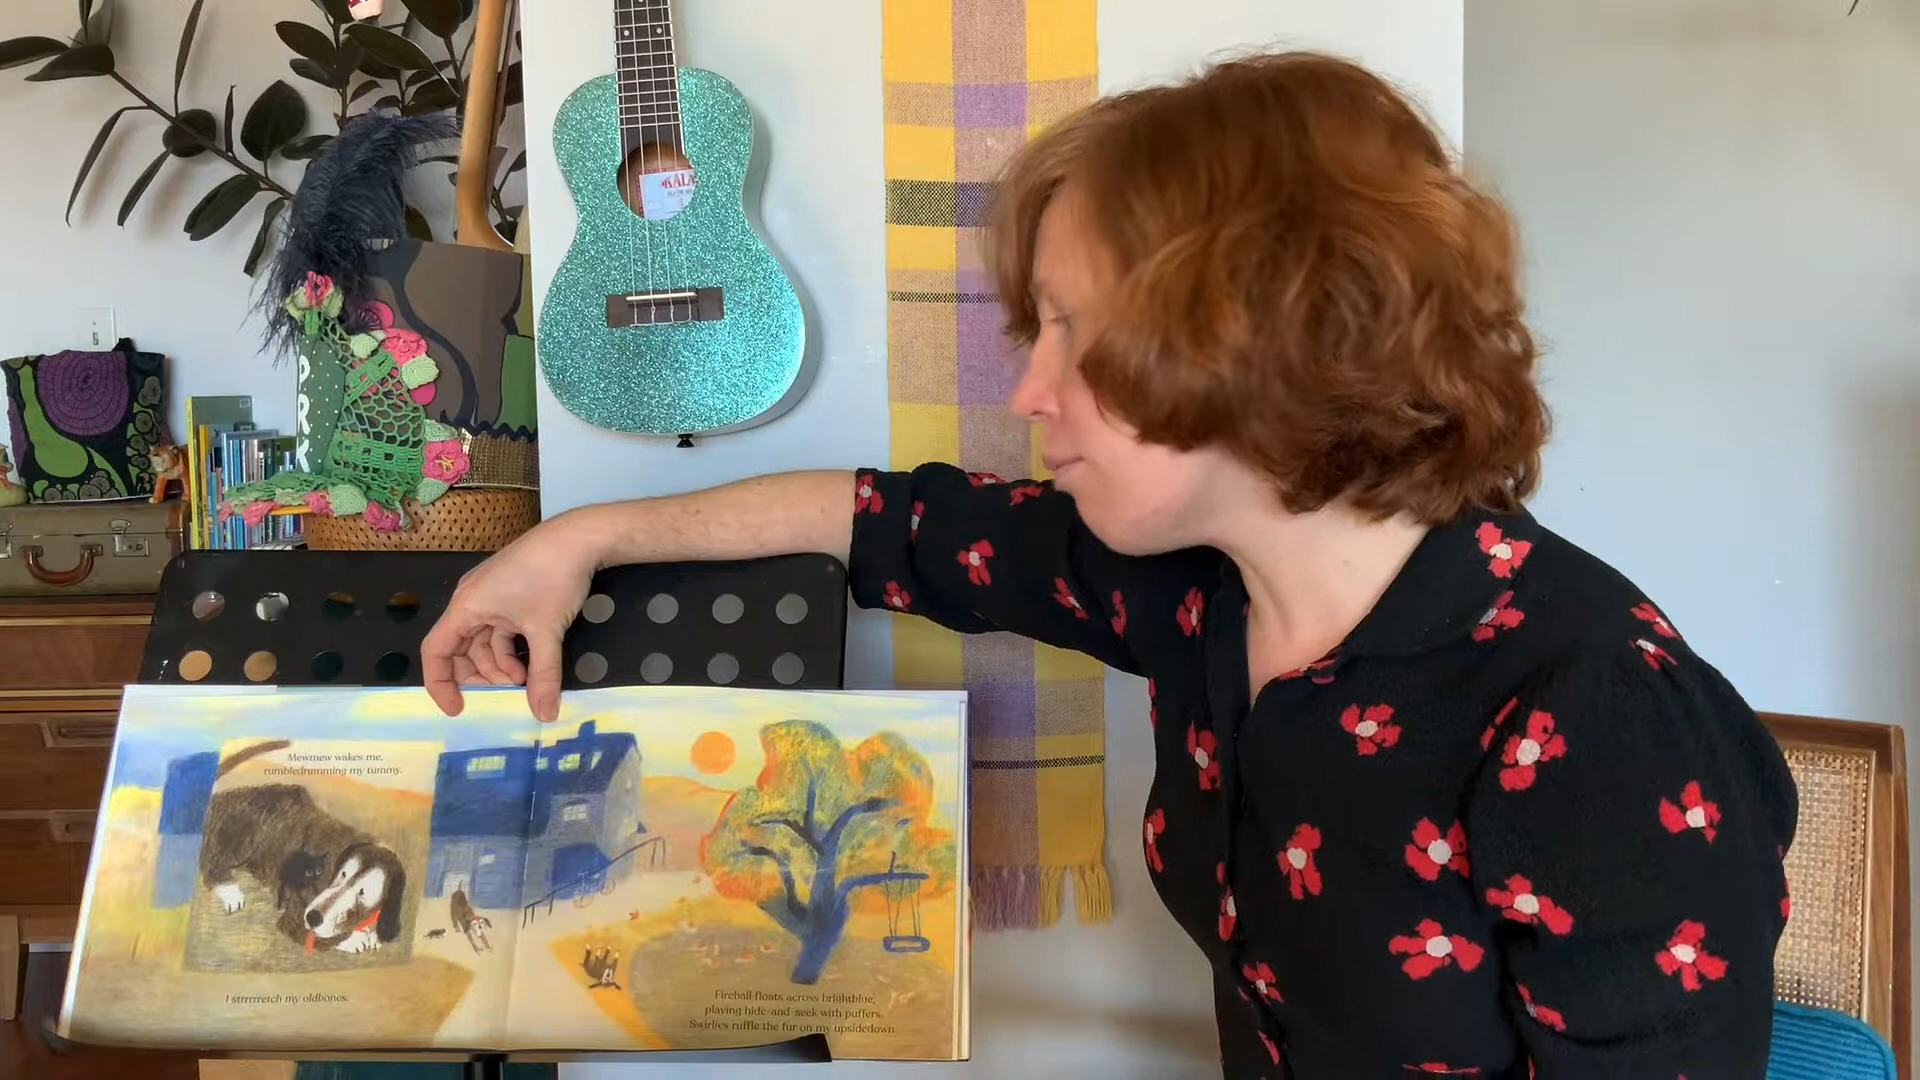 KALA
ORK
Mewmew wakes me,
rumbledrumming my tummy.
I strrrrretch my oldbones.
Fireball floats across brightblue,
playing hide-and-seek with puffers.
Swirlies ruffle the fur on my upsidedown.